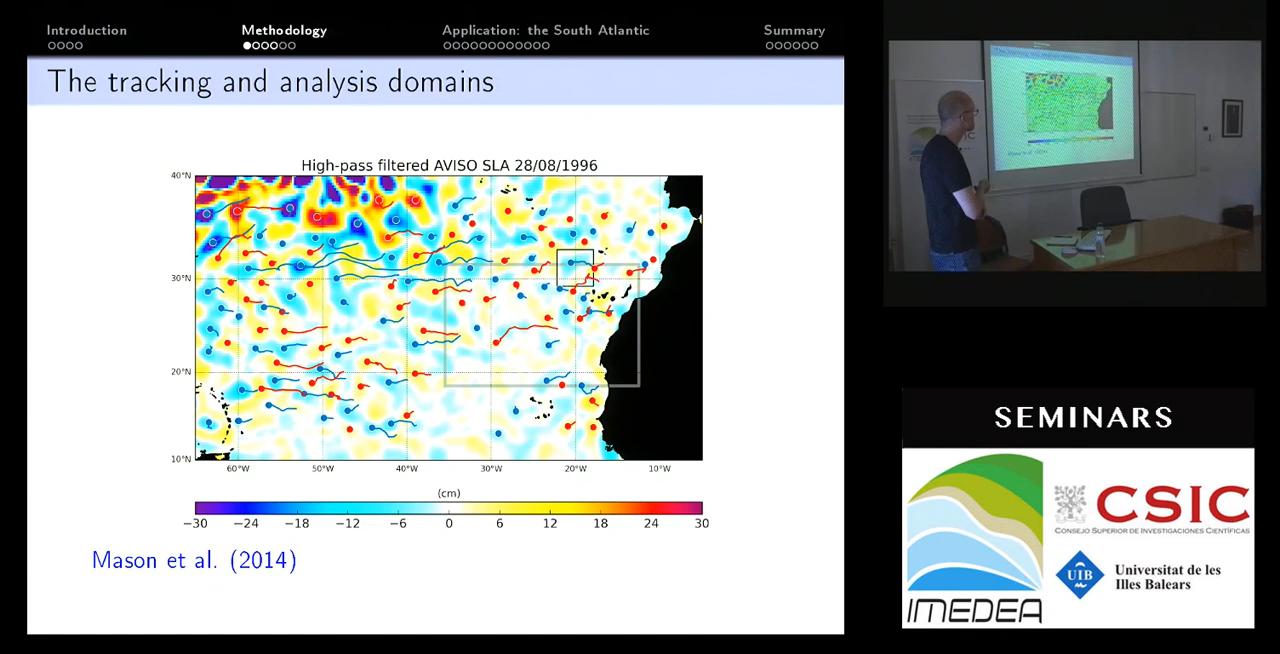 Introduction
Methodology
Application: the South Atlantic
Summary
The tracking and analysis domains
High-pass filtered AVISO SLA 28/08/1996
40°N
30°N
20°N
10°N
60°W 50°W 40°W 30°W 20°W 10°W
(cm)
−30 −24 −18 −12 −6 0 6 12 18 24 30
Mason et al. (2014)
SEMINARS
CSIC
CONSEJO SUPERIOR DE INVESTIGACIONES CIENTÍFICAS
UIB
Universitat de les
Illes Balears
IMEDEA